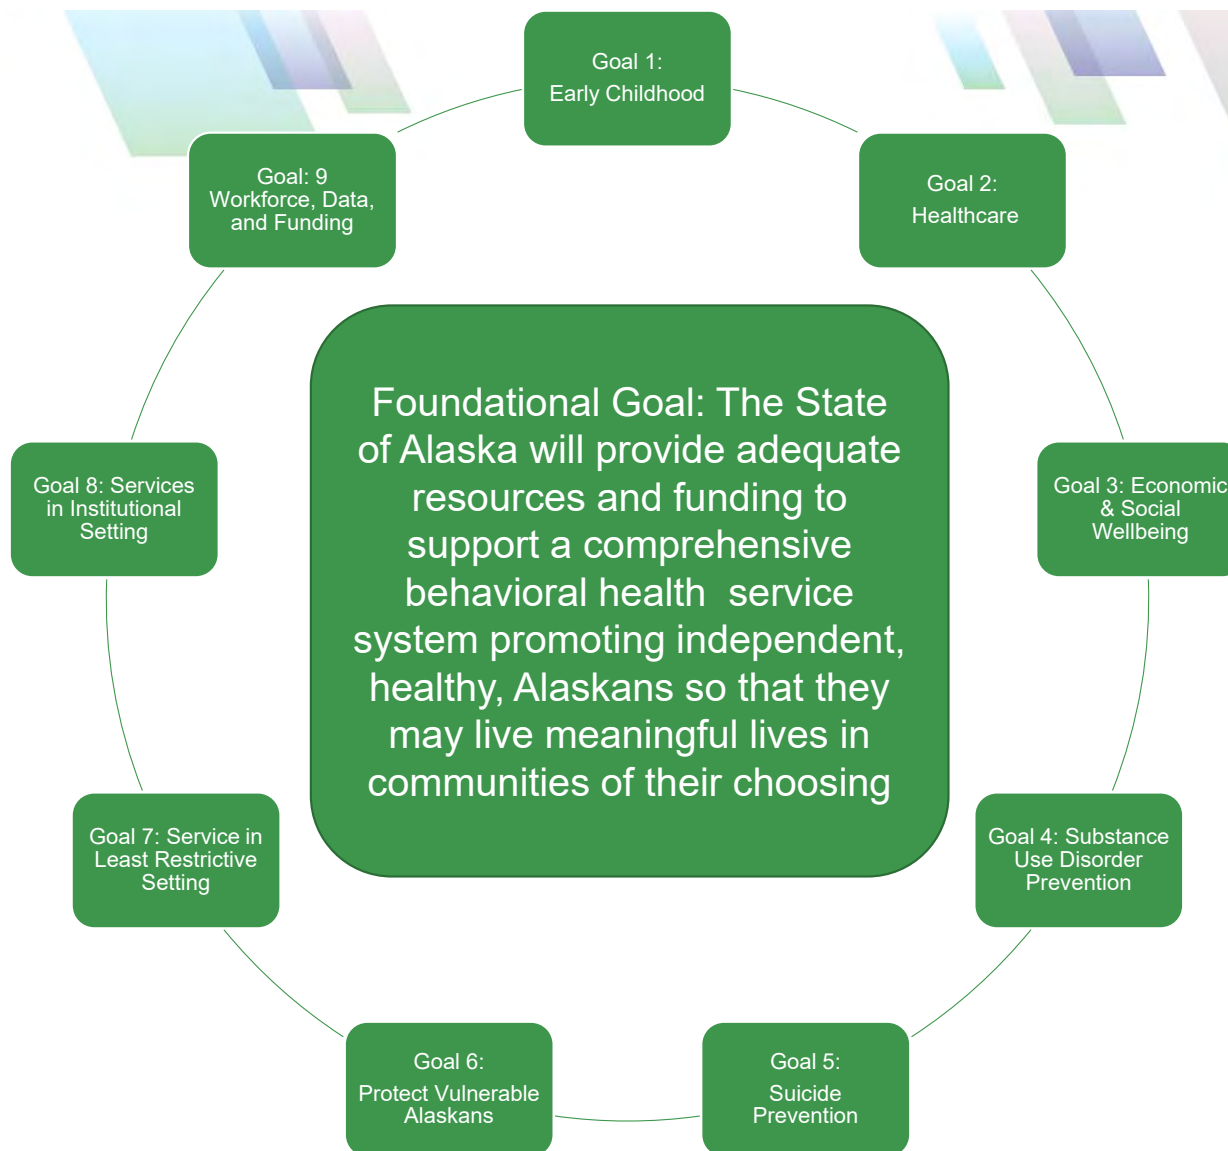 Goal 1:
Early Childhood
Goal 2:
Healthcare
Goal 3: Economic
& Social
Wellbeing
Goal 4: Substance
Use Disorder
Prevention
Goal 5:
Suicide
Prevention
Goal 6:
Protect Vulnerable
Alaskans
Goal 7: Service in
Least Restrictive
Setting
Goal 8: Services
in Institutional
Setting
Goal: 9
Workforce, Data,
and Funding
Foundational Goal: The State
of Alaska will provide adequate
resources and funding to
support a comprehensive
behavioral health  service
system promoting independent,
healthy, Alaskans so that they
may live meaningful lives in
communities of their choosing